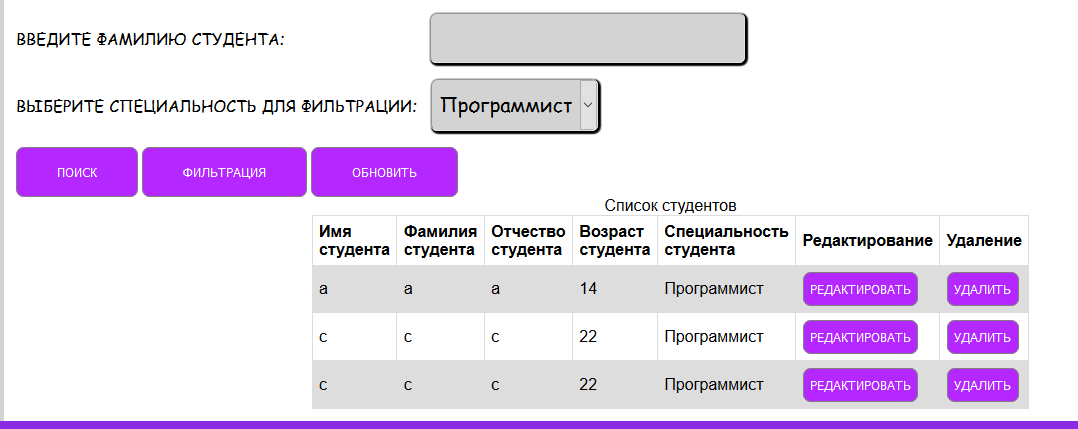 ВВЕДИТЕ ФАМИЛИЮ СТУДЕНТА:
ВЫБЕРИТЕ СПЕЦИАЛЬНОСТЬ ДЛЯ ФИЛЬТРАЦИИ: Программист
ПОИСК ФИЛЬТРАЦИЯ ОБНОВИТЬ
Список студентов
Имя студента Фамилия студента Отчество студента Возраст студента Специальность студента Редактирование Удаление
а а а 14 Программист РЕДАКТИРОВАТЬ УДАЛИТЬ
с с с 22 Программист РЕДАКТИРОВАТЬ УДАЛИТЬ
с с с 22 Программист РЕДАКТИРОВАТЬ УДАЛИТЬ